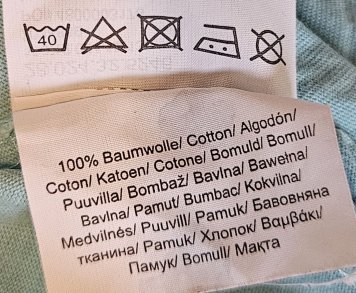 40
100% Baumwolle/ Cotton/ Algodón/
Coton/ Katoen/ Cotone/ Bomuld/ Bomull/
Puuvilla/ Bombaž/ Bavlna/ Bawełna/
Bavlna/ Pamut/ Bumbac/ Kokvilna/
Medvilnės/ Puuvill/ Pamuk/ Бавовняна
тканина/ Pamuk/ Хлопок/ Βαμβάκι/
Памук/ Bomull/ Мақта